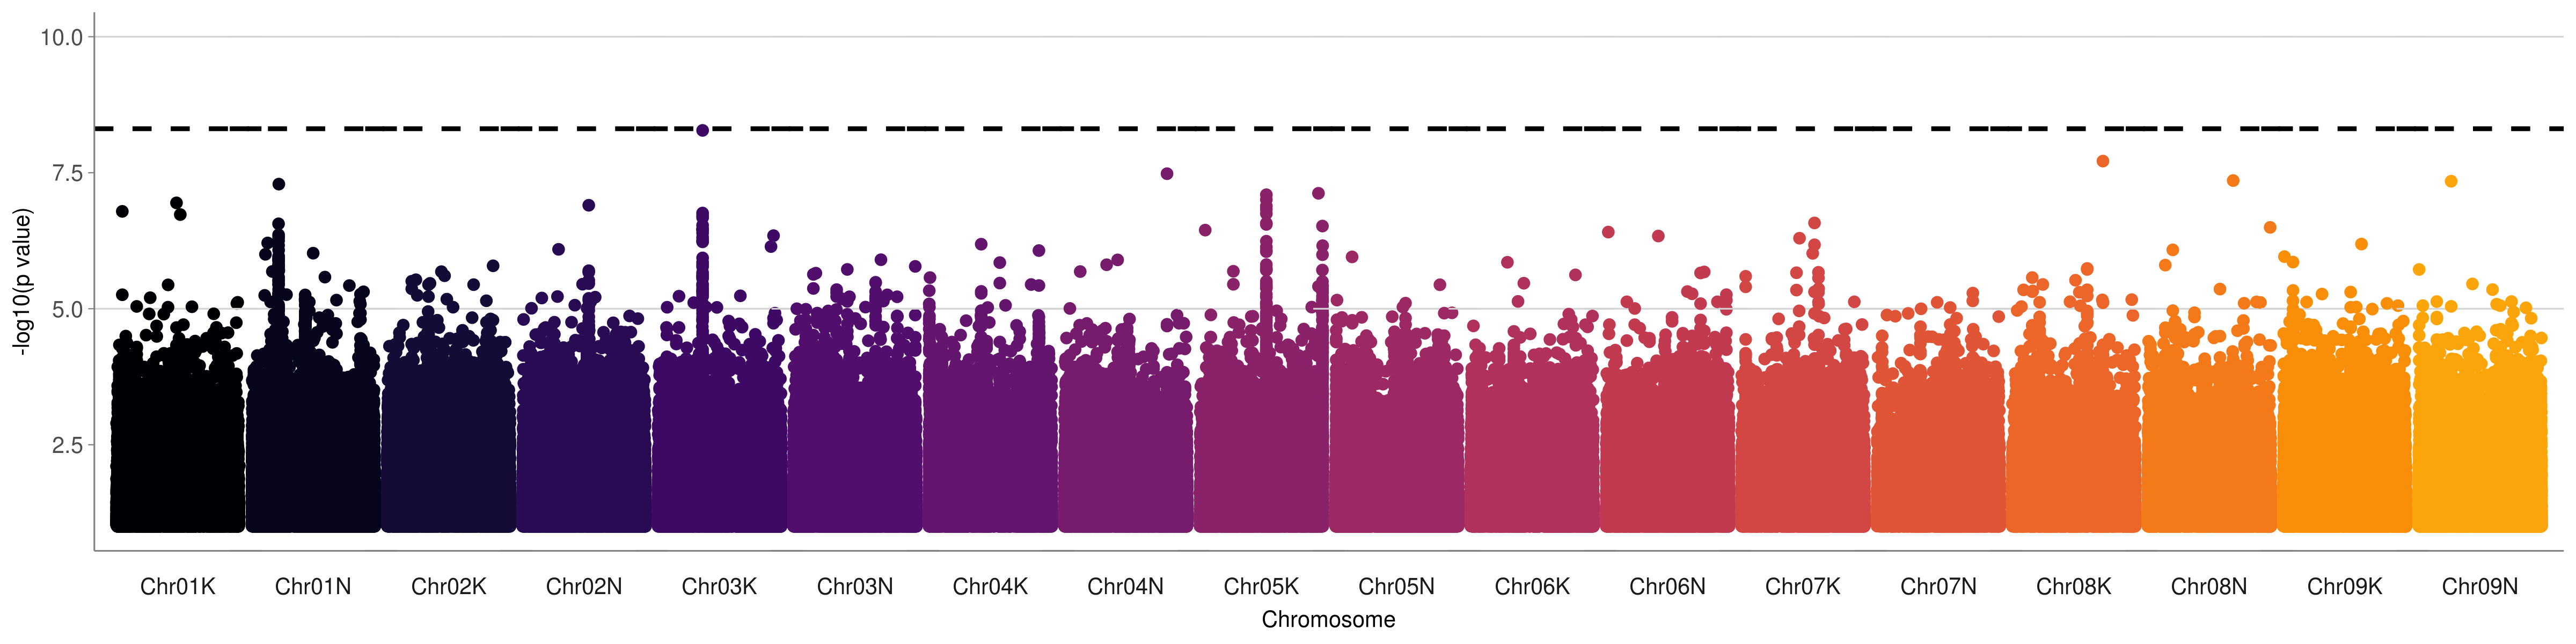 10.0
7.5
5.0
2.5
-log10(p value)
Chr01K Chr01N Chr02K Chr02N Chr03K Chr03N Chr04K Chr04N Chr05K Chr05N Chr06K Chr06N Chr07K Chr07N Chr08K Chr08N Chr09K Chr09N
Chromosome